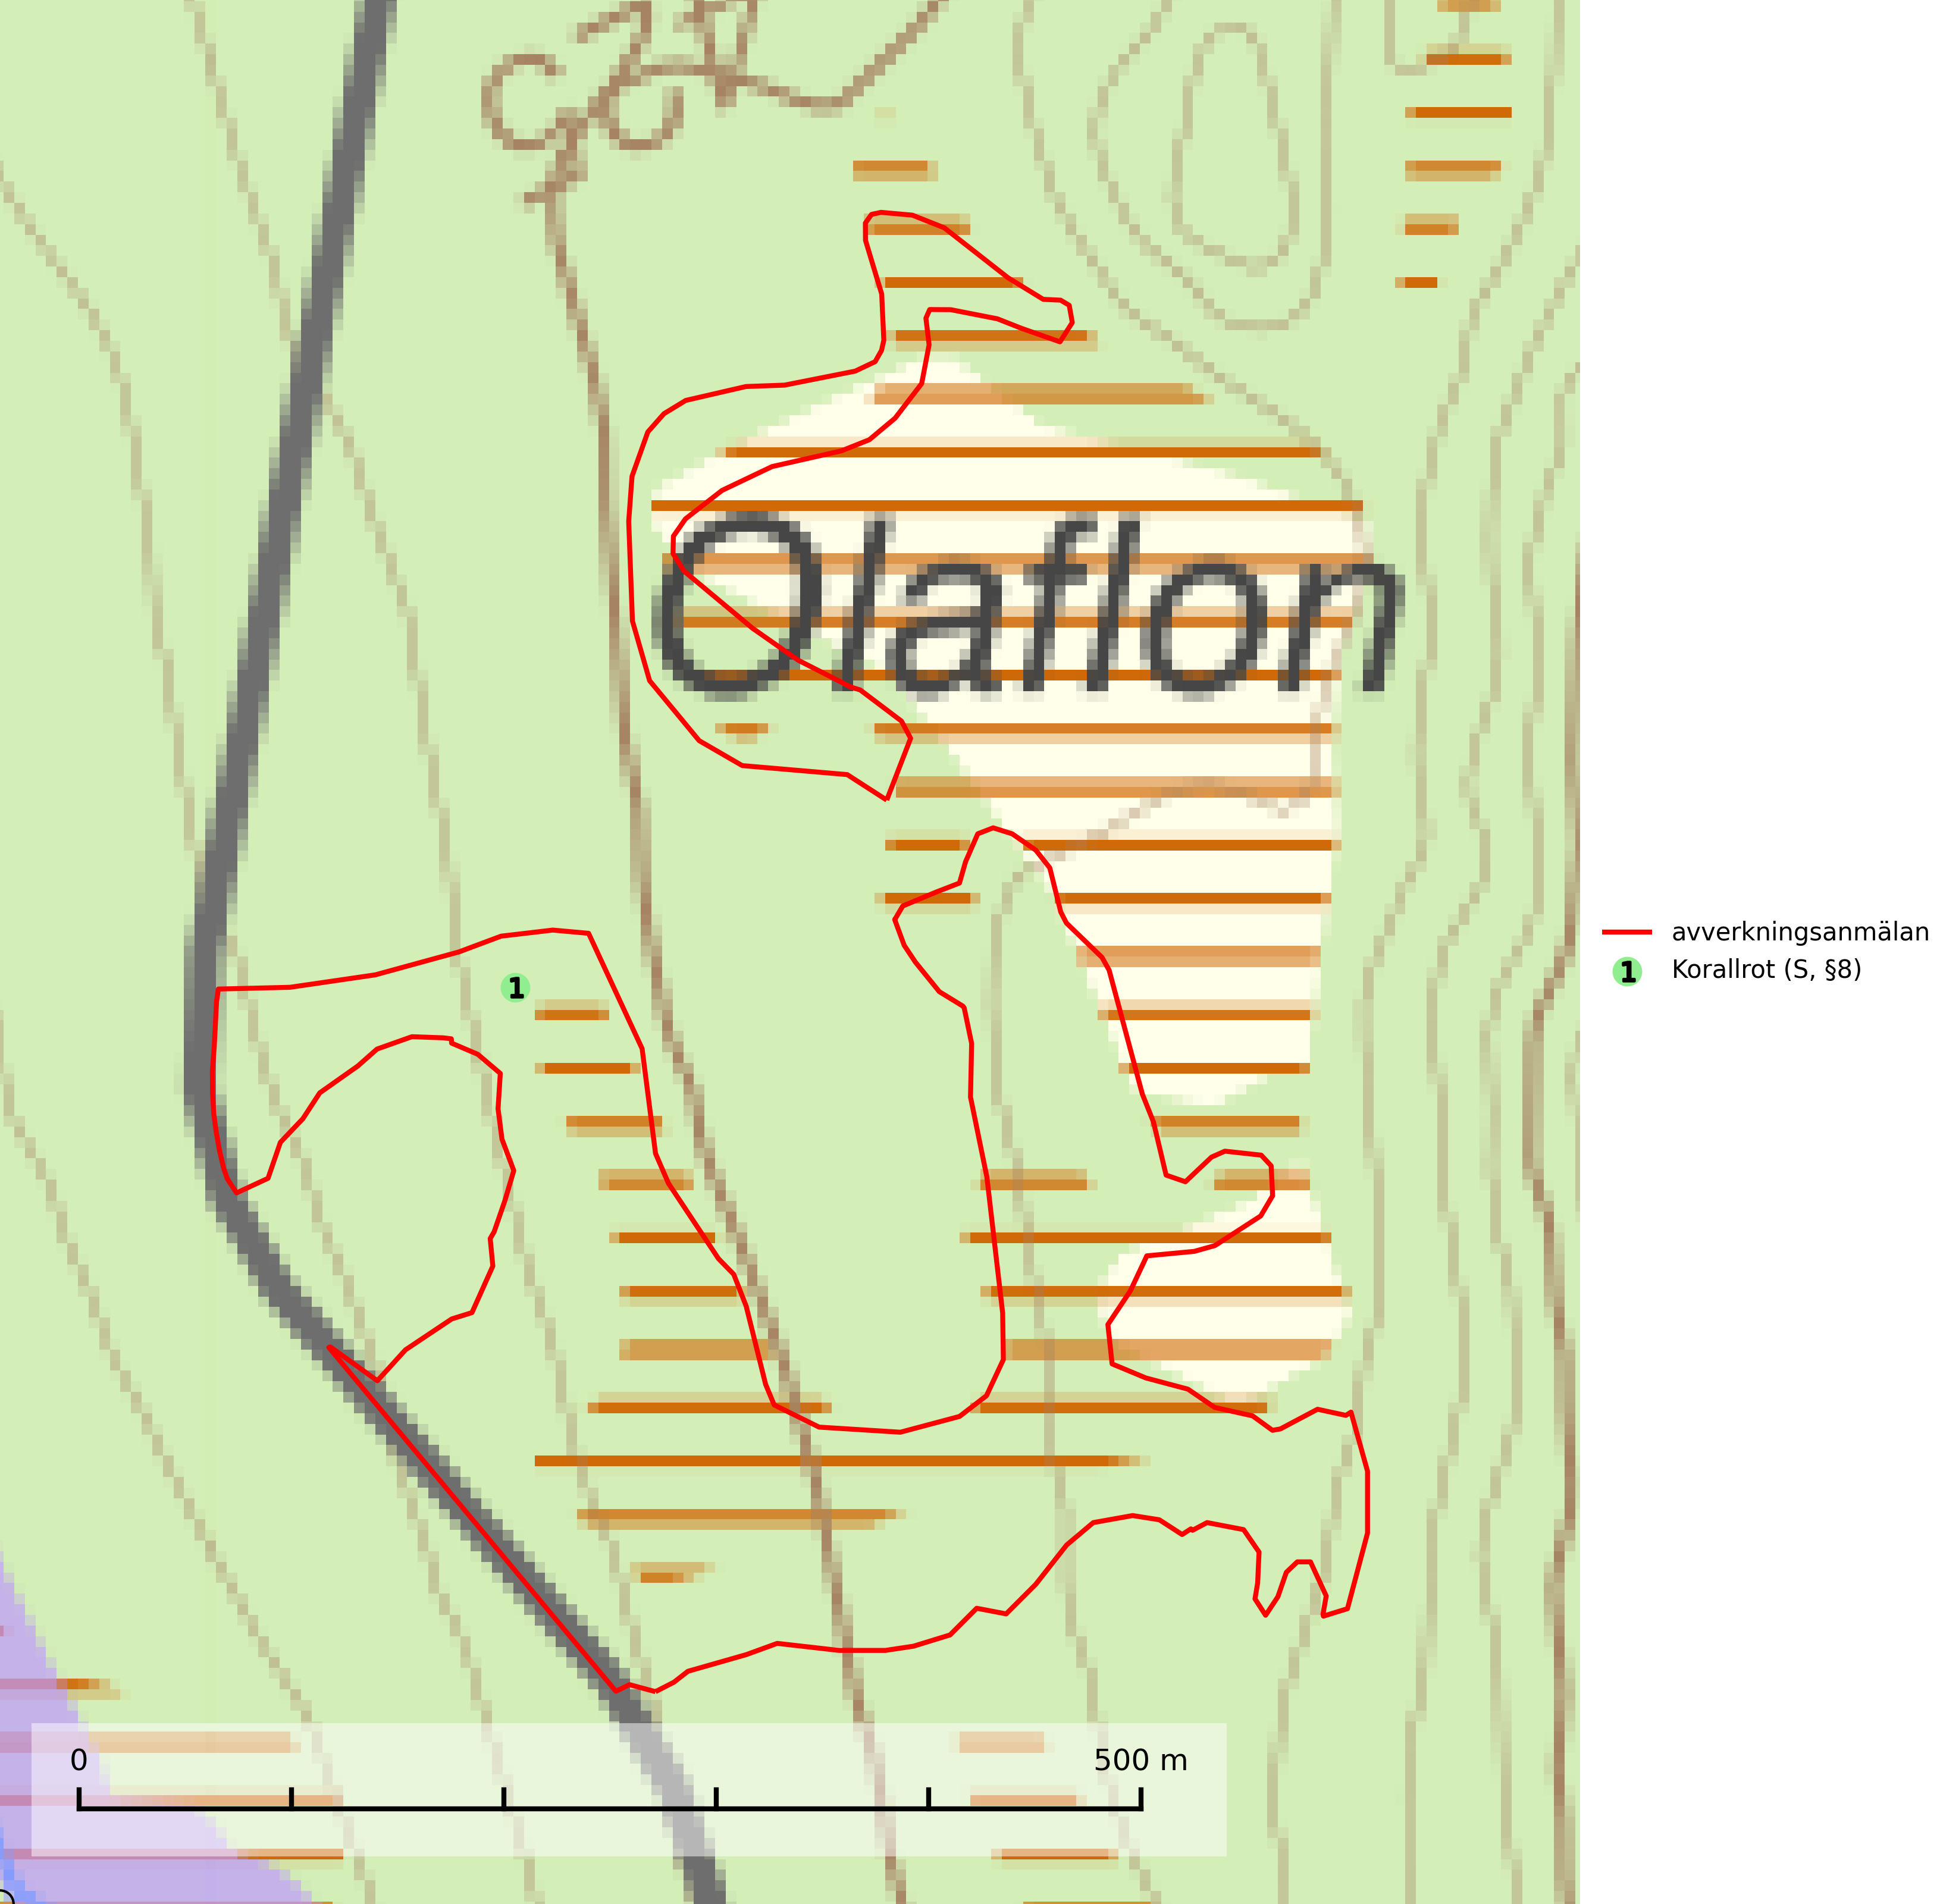 Olaflon
1
avverkningsanmälan
1 Korallrot (S, §8)
0 500 m